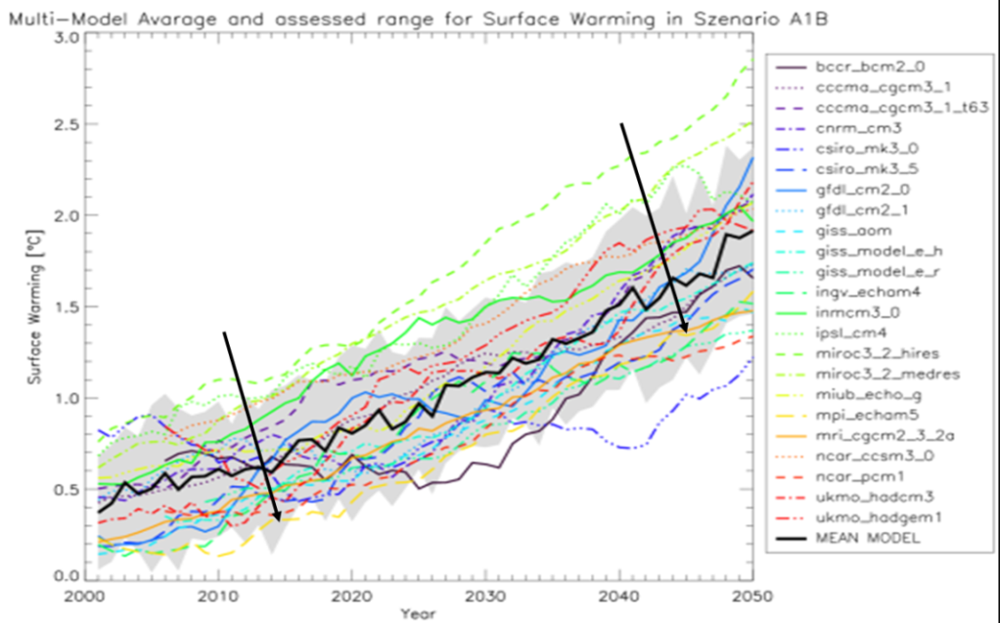 Multi-Model Avarage and assessed range for Surface Warming in Szenario A1B
3.0
2.5
2.0
1.5
1.0
0.5
0.0
Surface Warming [°C]
2000 2010 2020 2030 2040 2050
Year
bccr_bcm2_0
cccma_cgcm3_1
cccma_cgcm3_1_t63
cnrm_cm3
csiro_mk3_0
csiro_mk3_5
gfdl_cm2_0
gfdl_cm2_1
giss_aom
giss_model_e_h
giss_model_e_r
ingv_echam4
inmcm3_0
ipsl_cm4
miroc3_2_hires
miroc3_2_medres
miub_echo_g
mpi_echam5
mri_cgcm2_3_2a
ncar_ccsm3_0
ncar_pcm1
ukmo_hadcm3
ukmo_hadgem1
MEAN MODEL